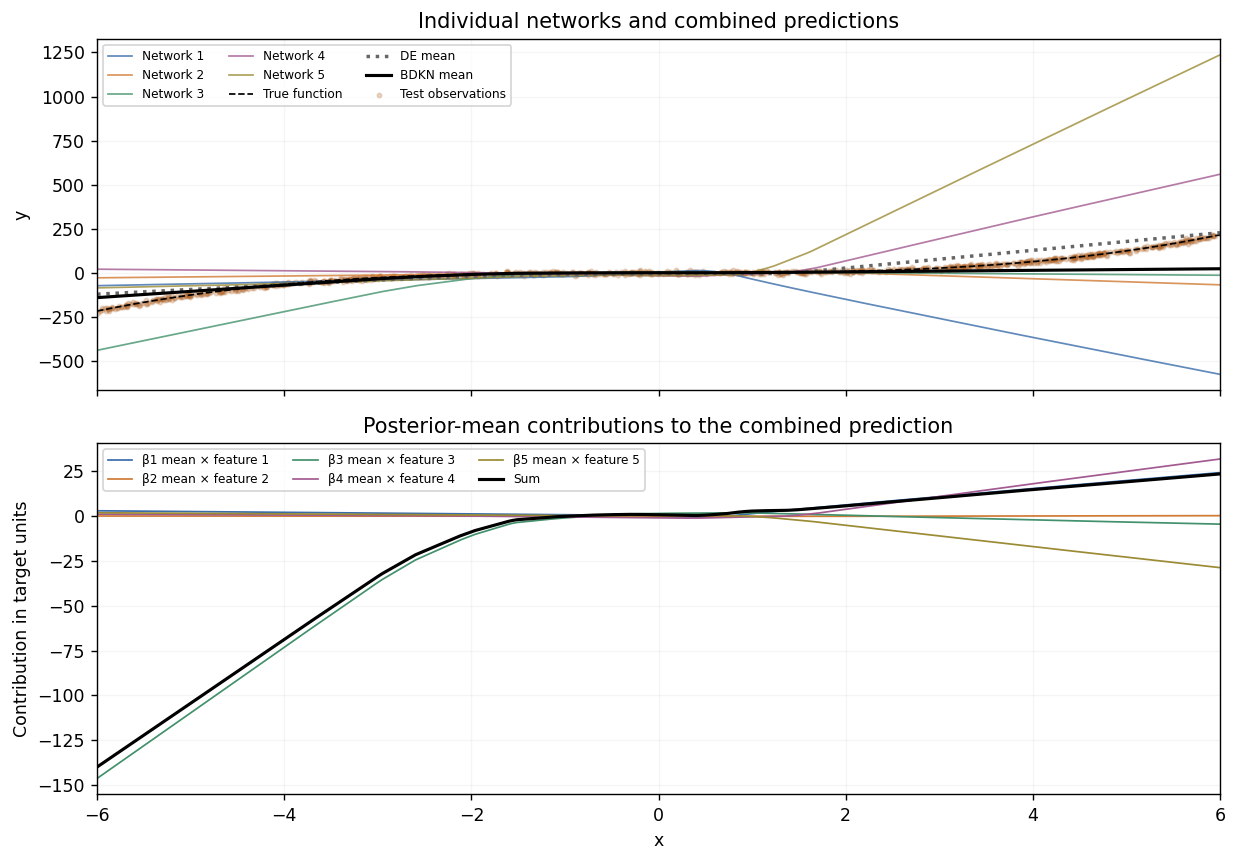 Individual networks and combined predictions
1250
1000
750
500
250
0
−250
−500
y
Network 1 Network 4 DE mean
Network 2 Network 5 BDKN mean
Network 3 True function Test observations
Posterior-mean contributions to the combined prediction
25
0
−25
−50
−75
−100
−125
−150
Contribution in target units
β1 mean × feature 1 β3 mean × feature 3 β5 mean × feature 5
β2 mean × feature 2 β4 mean × feature 4 Sum
−6 −4 −2 0 2 4 6
x